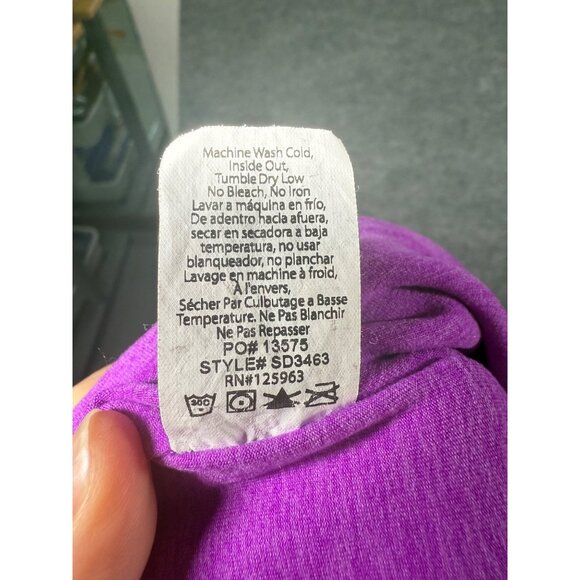 Machine Wash Cold,
Inside Out,
Tumble Dry Low
No Bleach, No Iron
Lavar a máquina en frío,
De adentro hacia afuera,
secar en secadora a baja
temperatura, no usar
blanqueador, no planchar
Lavage en machine à froid,
À l'envers,
Sécher Par Culbutage a Basse
Temperature. Ne Pas Blanchir
Ne Pas Repasser
PO# 13575
STYLE# SD3463
RN#125963
30C